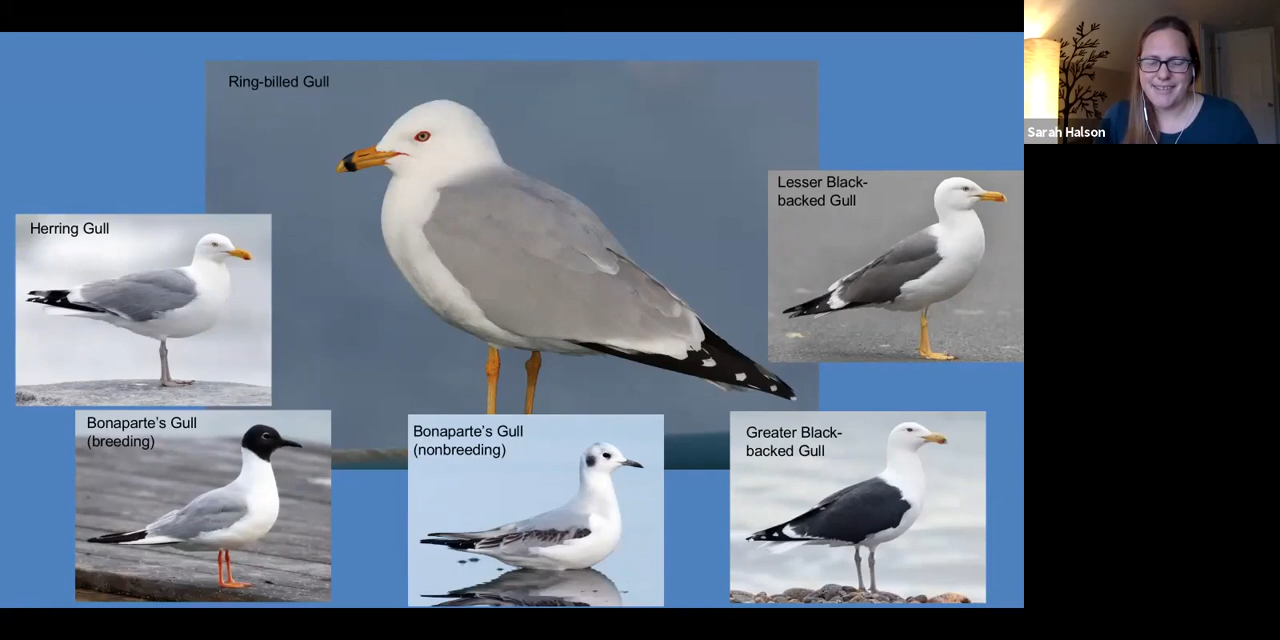 Ring-billed Gull
Sarah Halson
Lesser Black-
backed Gull
Herring Gull
Bonaparte's Gull
(breeding)
Bonaparte's Gull
(nonbreeding)
Greater Black-
backed Gull